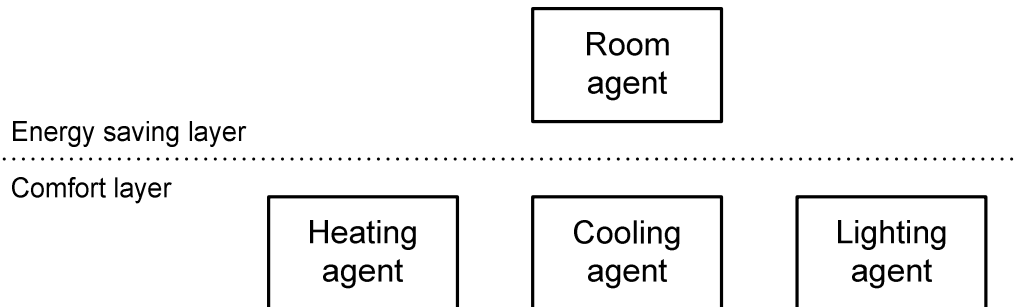 Room
agent
Energy saving layer
Comfort layer
Heating
agent
Cooling
agent
Lighting
agent